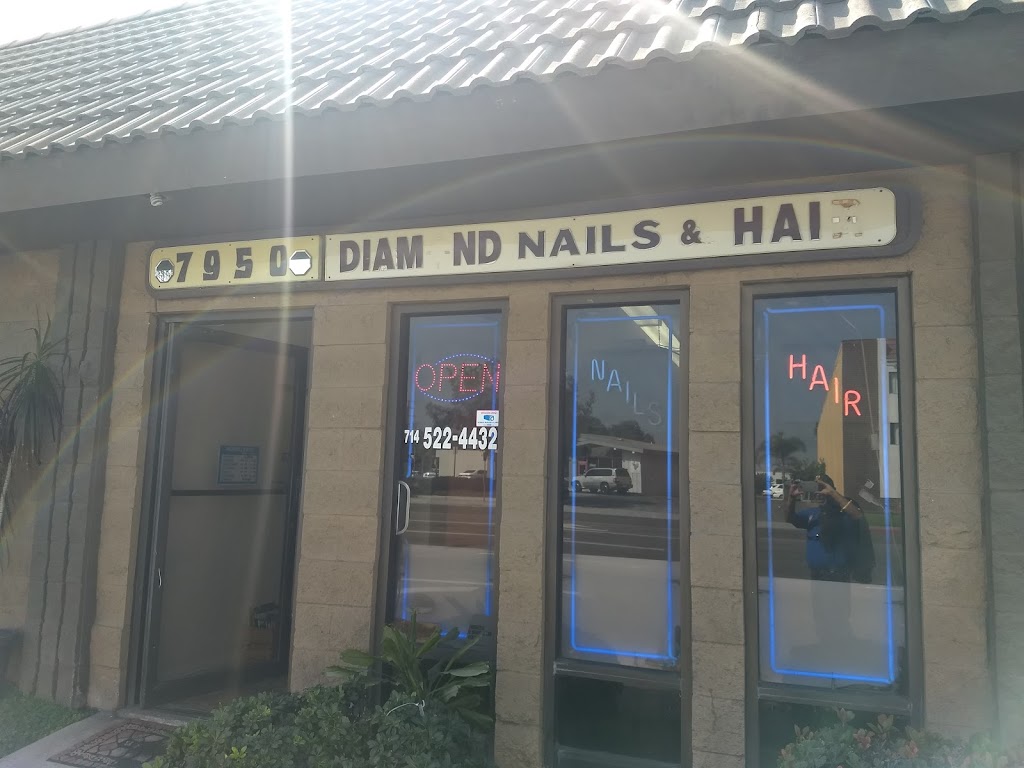 7950
DIAM ND NAILS & HAI
OPEN
714 522-4432
NAILS
HAIR